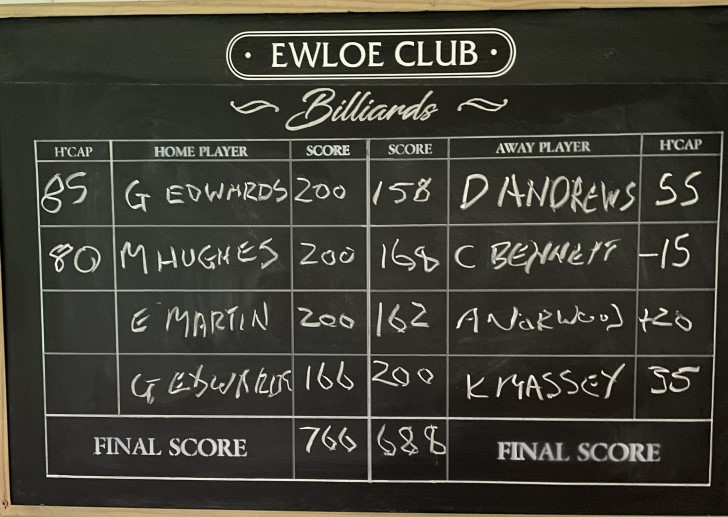 · EWLOE CLUB ·
Billiards
H'CAP HOME PLAYER SCORE SCORE AWAY PLAYER H'CAP
85 G EDWARDS 200 158 D ANDREWS 55
80 M HUGHES 200 168 C BENNETT -15
E MARTIN 200 162 A NORWOOD +20
G EDWARDS 166 200 K MASSEY 35
FINAL SCORE 766 688 FINAL SCORE